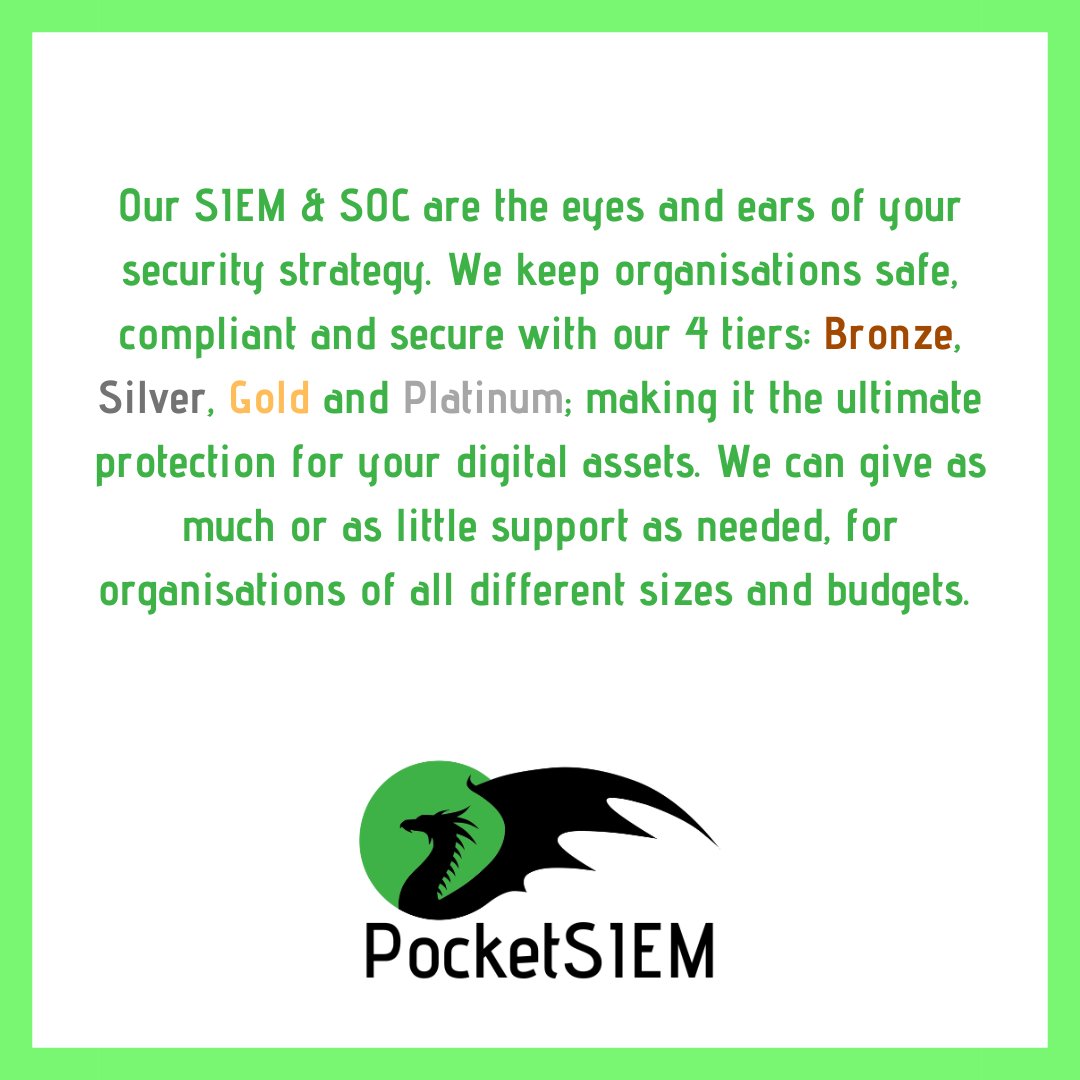 Our SIEM & SOC are the eyes and ears of your
security strategy. We keep organisations safe,
compliant and secure with our 4 tiers: Bronze,
Silver, Gold and Platinum; making it the ultimate
protection for your digital assets. We can give as
much or as little support as needed, for
organisations of all different sizes and budgets.
PocketSIEM